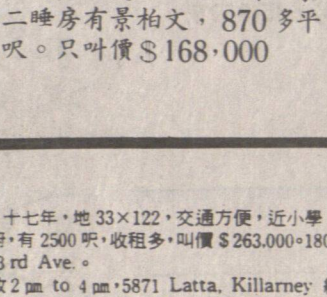 二睡房有景柏文，870 多平
呎。只叫價＄168,000
十七年，地 33×122，交通方便，近小學
，有 2500 呎，收租多，叫價＄263,000。180
rd Ave.。
2 pm to 4 pm，5871 Latta, Killarney